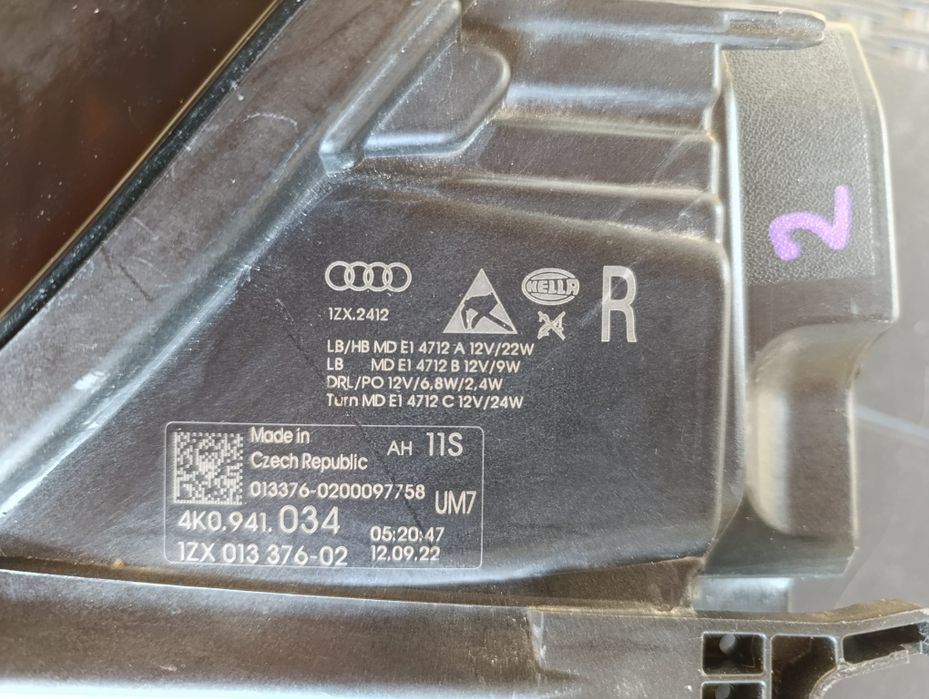 2
HELLA
R
1ZX.2412
LB/HB MD E1 4712 A 12V/22W
LB MD E1 4712 B 12V/9W
DRL/PO 12V/6,8W/2,4W
Turn MD E1 4712 C 12V/24W
Made in
Czech Republic
AH 11S
013376-0200097758
UM7
4K0.941.034
05:20:47
1ZX 013 376-02
12.09.22